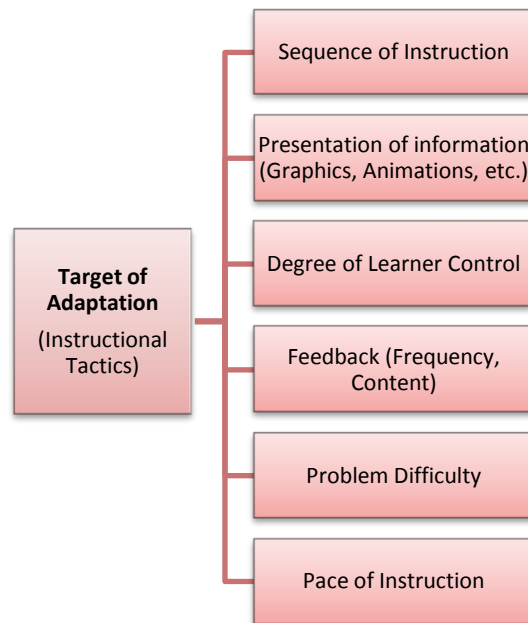 Target of
Adaptation
(Instructional
Tactics)
Sequence of Instruction
Presentation of information
(Graphics, Animations, etc.)
Degree of Learner Control
Feedback (Frequency,
Content)
Problem Difficulty
Pace of Instruction